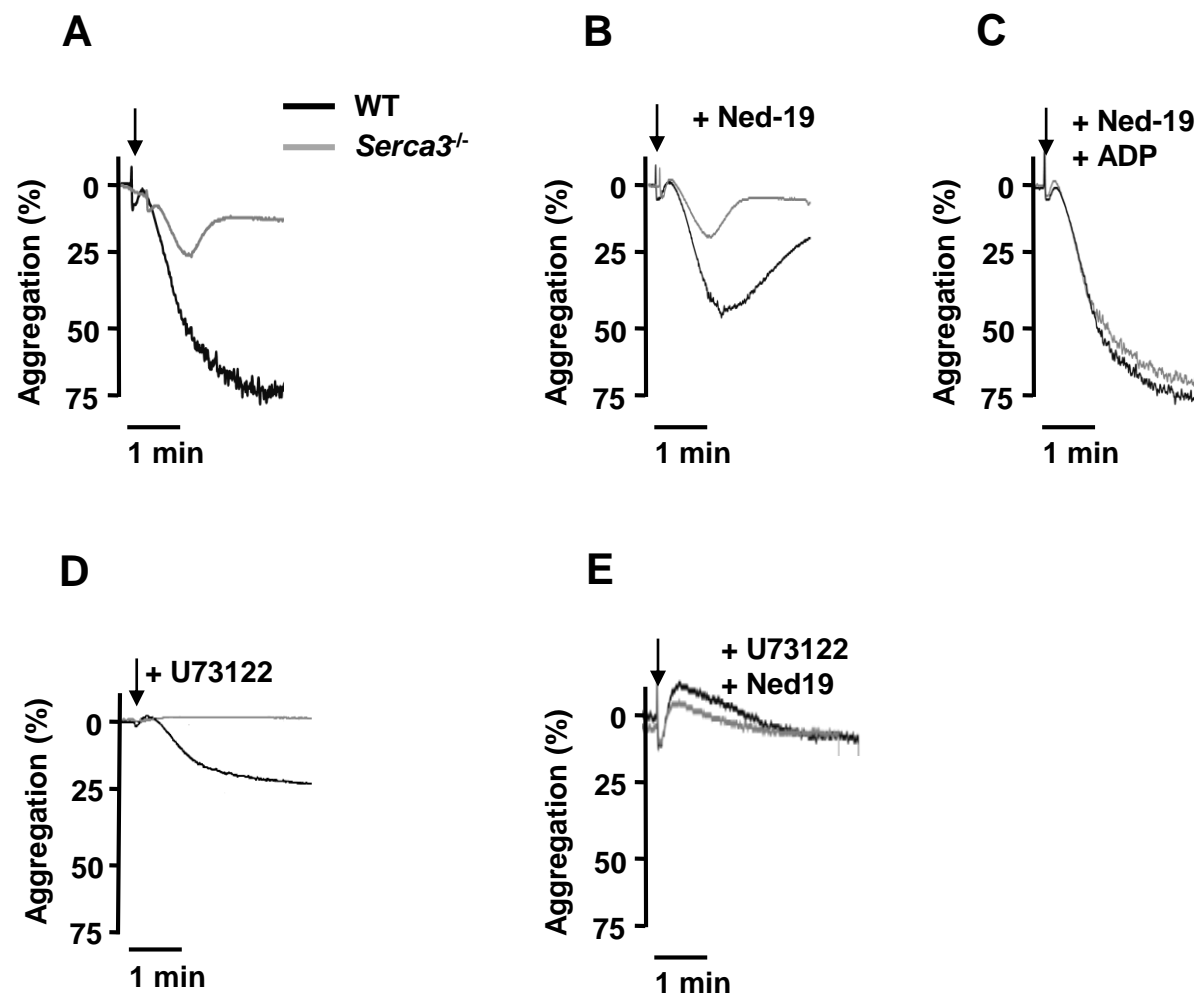 A
WT
Serca3-/-
0
25
50
75
Aggregation (%)
1 min
B
+ Ned-19
0
25
50
75
Aggregation (%)
1 min
C
+ Ned-19
+ ADP
0
25
50
75
Aggregation (%)
1 min
D
+ U73122
0
25
50
75
Aggregation (%)
1 min
E
+ U73122
+ Ned19
0
25
50
75
Aggregation (%)
1 min